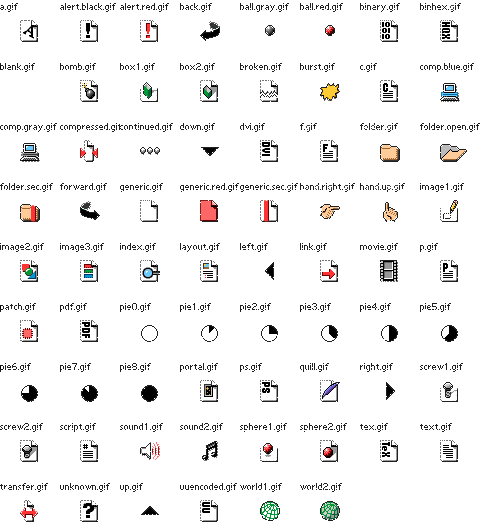 a.gif alert.black.gif alert.red.gif back.gif ball.gray.gif ball.red.gif binary.gif binhex.gif
blank.gif bomb.gif box1.gif box2.gif broken.gif burst.gif c.gif comp.blue.gif
comp.gray.gif compressed.gif continued.gif down.gif dvi.gif f.gif folder.gif folder.open.gif
folder.sec.gif forward.gif generic.gif generic.red.gif generic.sec.gif hand.right.gif hand.up.gif image1.gif
image2.gif image3.gif index.gif layout.gif left.gif link.gif movie.gif p.gif
patch.gif pdf.gif pie0.gif pie1.gif pie2.gif pie3.gif pie4.gif pie5.gif
pie6.gif pie7.gif pie8.gif portal.gif ps.gif quill.gif right.gif screw1.gif
screw2.gif script.gif sound1.gif sound2.gif sphere1.gif sphere2.gif tex.gif text.gif
transfer.gif unknown.gif up.gif uuencoded.gif world1.gif world2.gif